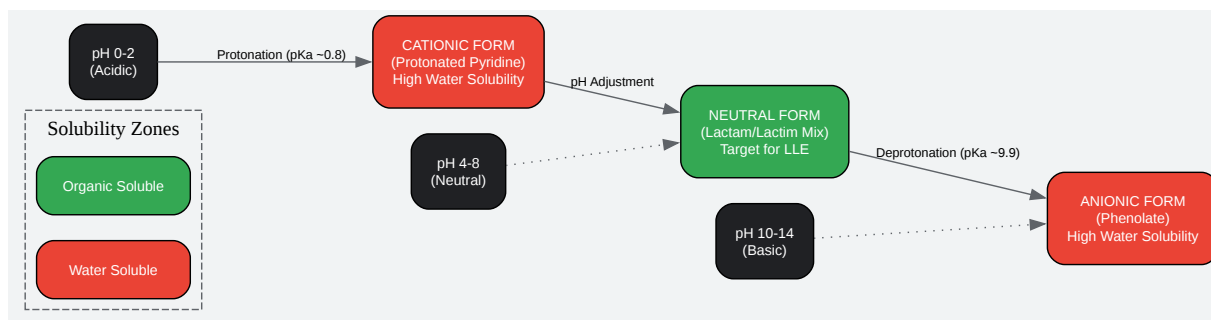 pH 0-2
(Acidic)
Protonation (pKa ~0.8)
CATIONIC FORM
(Protonated Pyridine)
High Water Solubility
pH Adjustment
NEUTRAL FORM
(Lactam/Lactim Mix)
Target for LLE
Solubility Zones
Organic Soluble
Water Soluble
pH 4-8
(Neutral)
Deprotonation (pKa ~9.9)
ANIONIC FORM
(Phenolate)
High Water Solubility
pH 10-14
(Basic)